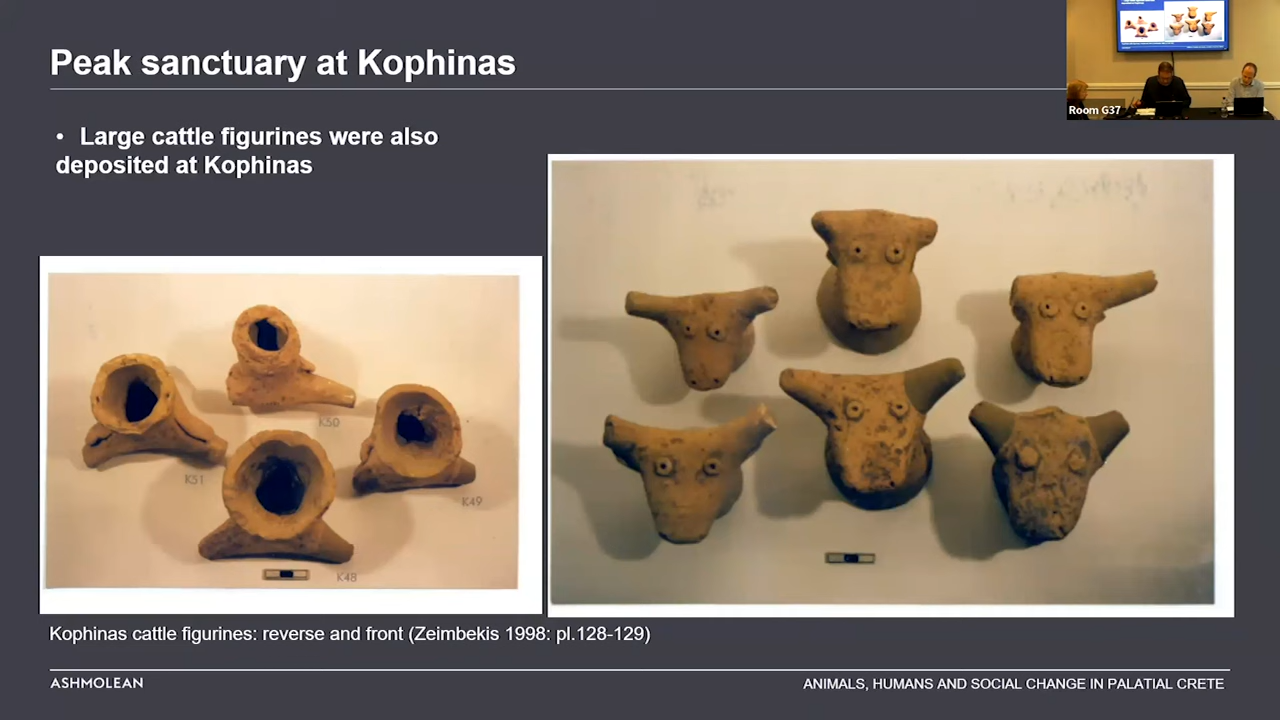 Peak sanctuary at Kophinas
Room G37
• Large cattle figurines were also
deposited at Kophinas
K50
K51
K49
K48
Kophinas cattle figurines: reverse and front (Zeimbekis 1998: pl.128-129)
ASHMOLEAN
ANIMALS, HUMANS AND SOCIAL CHANGE IN PALATIAL CRETE